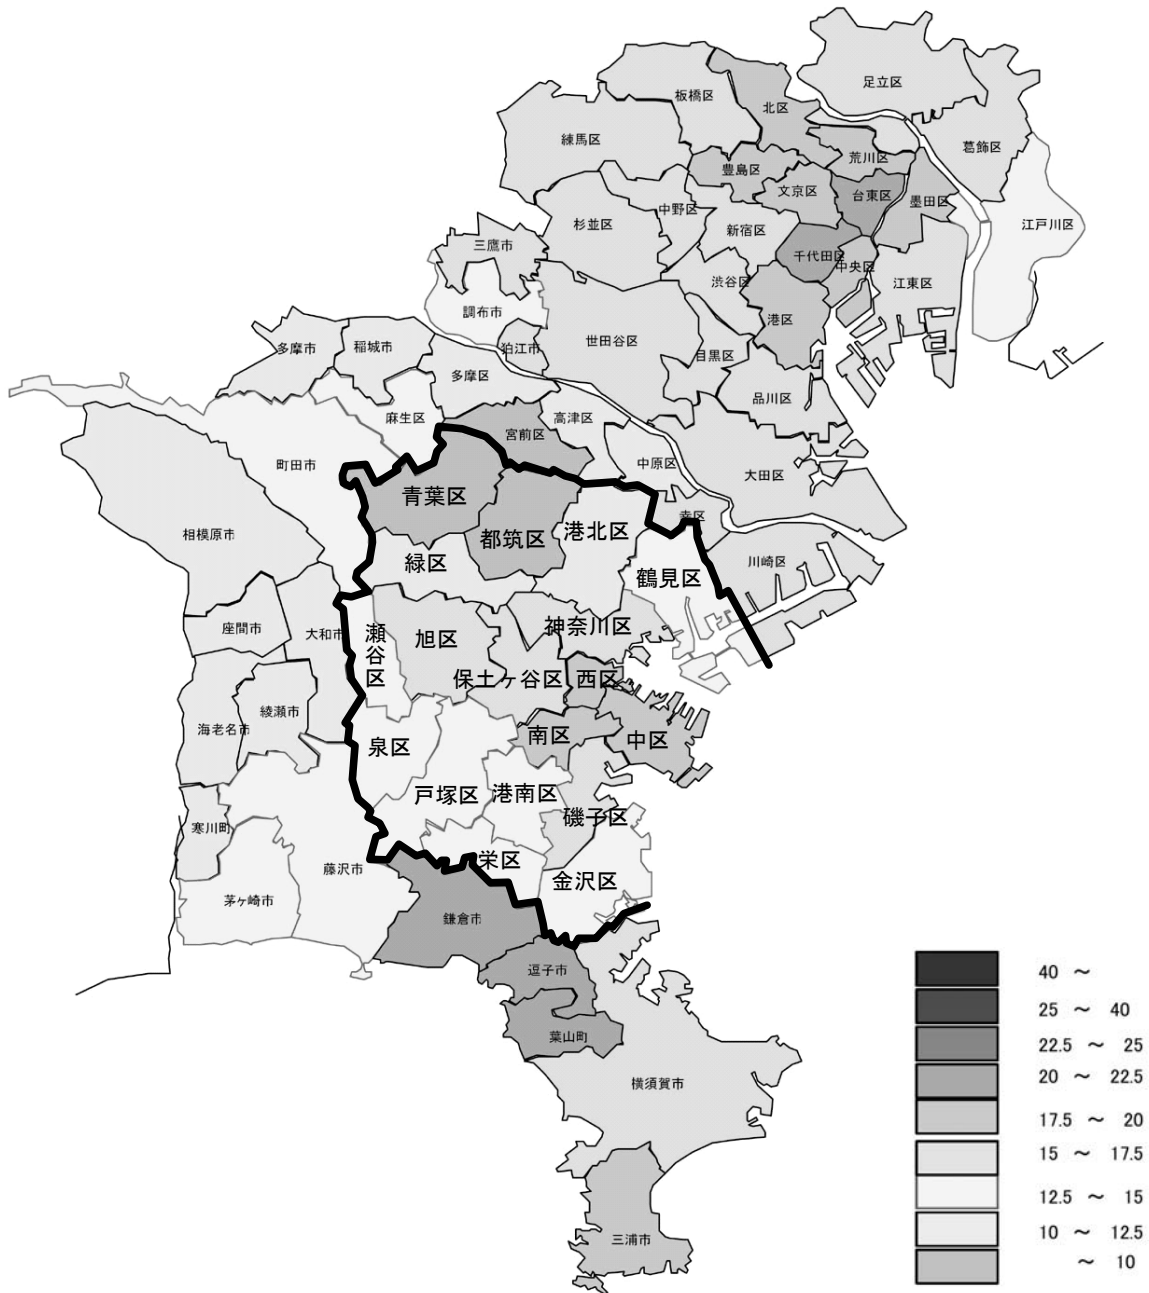 足立区
板橋区
北区
練馬区
荒川区
葛飾区
豊島区
文京区
台東区
墨田区
中野区
杉並区
新宿区
江戸川区
三鷹市
千代田区
中央区
渋谷区
江東区
調布市
港区
世田谷区
多摩市
稲城市
狛江市
目黒区
多摩区
品川区
麻生区
高津区
宮前区
町田市
中原区
大田区
青葉区
幸区
相模原市
都筑区
港北区
緑区
川崎区
鶴見区
座間市
大和市
瀬谷区
旭区
神奈川区
保土ヶ谷区
西区
綾瀬市
海老名市
泉区
南区
中区
戸塚区
港南区
磯子区
寒川町
栄区
藤沢市
金沢区
茅ヶ崎市
鎌倉市
逗子市
葉山町
横須賀市
三浦市
40 ～
25 ～ 40
22.5 ～ 25
20 ～ 22.5
17.5 ～ 20
15 ～ 17.5
12.5 ～ 15
10 ～ 12.5
～ 10